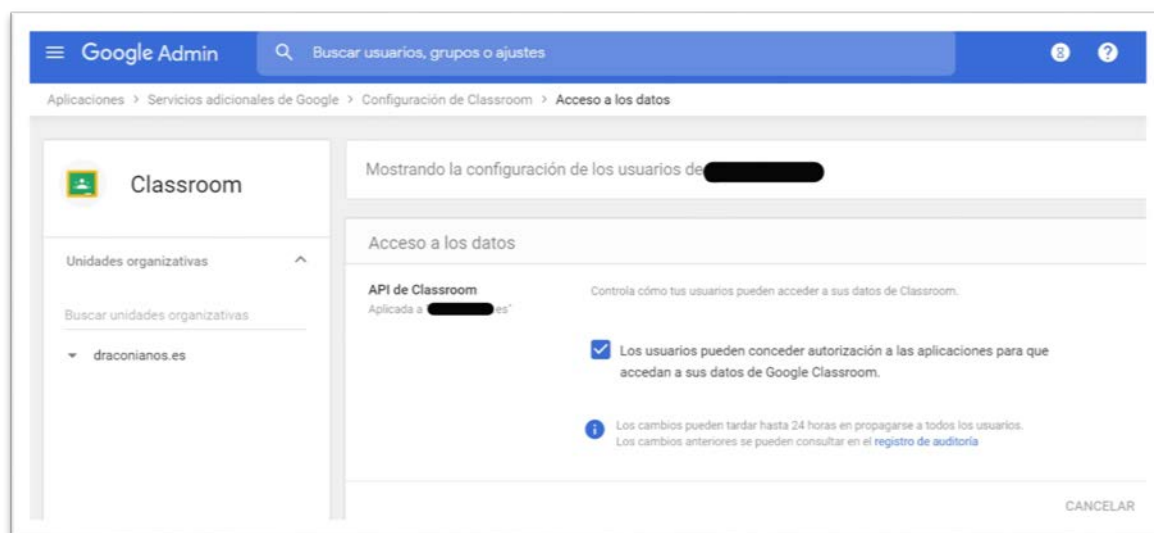 Google Admin
Buscar usuarios, grupos o ajustes
8
?
Aplicaciones > Servicios adicionales de Google > Configuración de Classroom > Acceso a los datos
Classroom
Mostrando la configuración de los usuarios de
Unidades organizativas
Buscar unidades organizativas
draconianos.es
Acceso a los datos
API de Classroom
Aplicada a es"
Controla cómo tus usuarios pueden acceder a sus datos de Classroom.
Los usuarios pueden conceder autorización a las aplicaciones para que
accedan a sus datos de Google Classroom.
Los cambios pueden tardar hasta 24 horas en propagarse a todos los usuarios.
Los cambios anteriores se pueden consultar en el registro de auditoría
CANCELAR